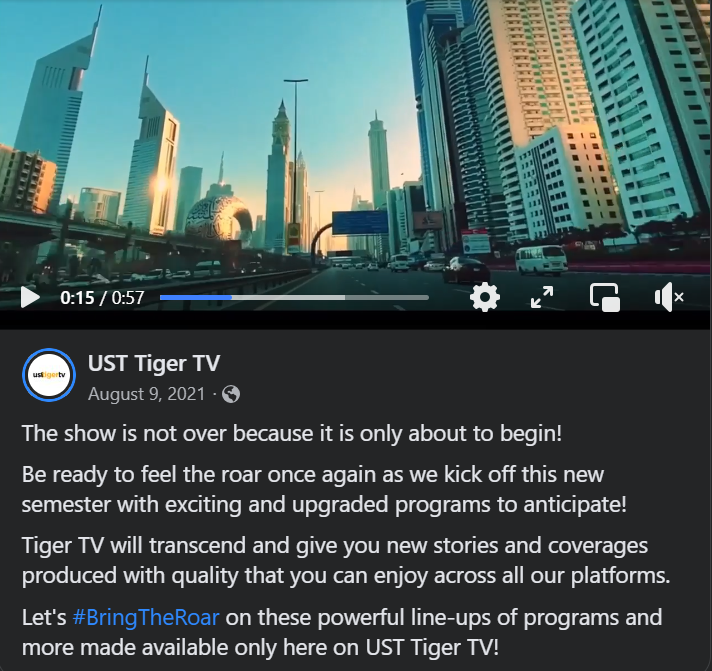 0:15 / 0:57
usttigertv
UST Tiger TV
August 9, 2021 ·
The show is not over because it is only about to begin!
Be ready to feel the roar once again as we kick off this new
semester with exciting and upgraded programs to anticipate!
Tiger TV will transcend and give you new stories and coverages
produced with quality that you can enjoy across all our platforms.
Let's #BringTheRoar on these powerful line-ups of programs and
more made available only here on UST Tiger TV!